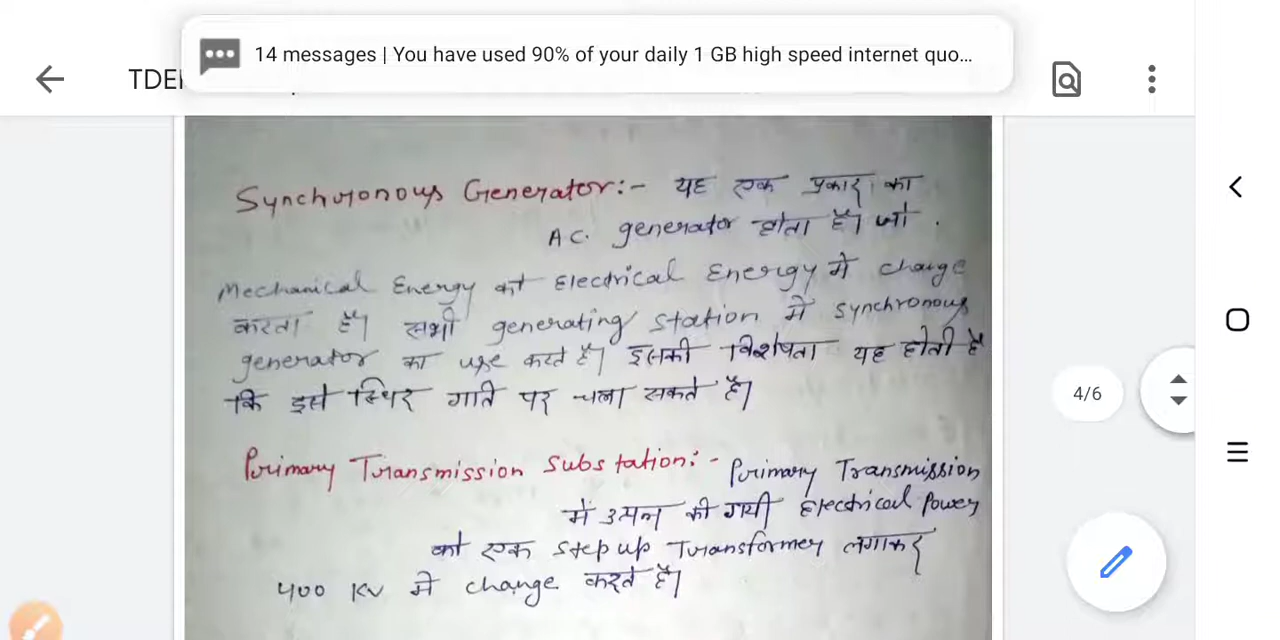 14 messages | You have used 90% of your daily 1 GB high speed internet quo...
TDE
Synchronous Generator:- यह एक प्रकार का
A.C. generator होता है। जो
Mechanical Energy को Electrical Energy में change
करता है। सभी generating station में synchronous
generator का use करते है। इसकी विशेषता यह होती है
कि इसे स्थिर गति पर चला सकते है।
4/6
Primary Transmission Substation:- Primary Transmission
में उत्पन्न की गयी Electrical Power
को एक step up Transformer लगाकर
400 KV में change करते है।